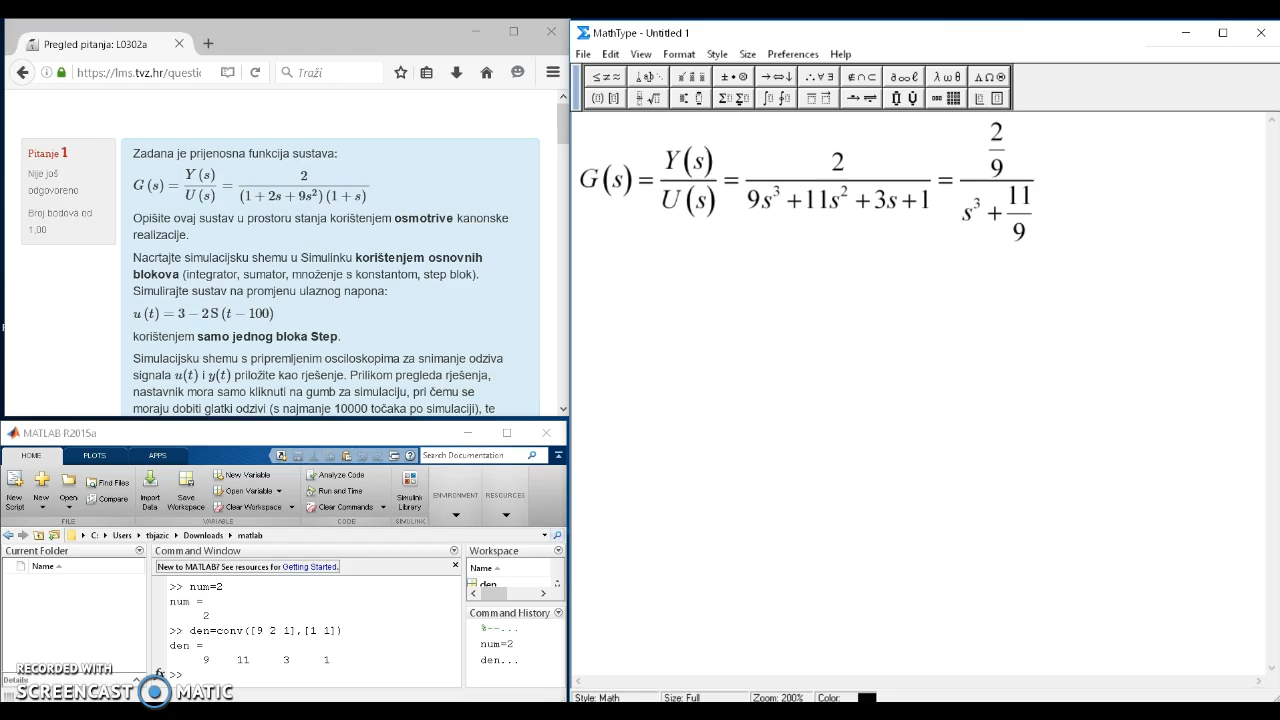 Pregled pitanja: L0302a
https://lms.tvz.hr/questic
Traži
Pitanje 1
Nije još
odgovoreno
Broj bodova od
1,00
Zadana je prijenosna funkcija sustava:
G (s) = Y (s) / U (s) = 2 / (1 + 2s + 9s²) (1 + s)
Opišite ovaj sustav u prostoru stanja korištenjem osmotrive kanonske
realizacije.
Nacrtajte simulacijsku shemu u Simulinku korištenjem osnovnih
blokova (integrator, sumator, množenje s konstantom, step blok).
Simulirajte sustav na promjenu ulaznog napona:
u (t) = 3 − 2 S (t − 100)
korištenjem samo jednog bloka Step.
Simulacijsku shemu s pripremljenim osciloskopima za snimanje odziva
signala u(t) i y(t) priložite kao rješenje. Prilikom pregleda rješenja,
nastavnik mora samo kliknuti na gumb za simulaciju, pri čemu se
moraju dobiti glatki odzivi (s najmanje 10000 točaka po simulaciji), te
MathType - Untitled 1
File Edit View Format Style Size Preferences Help
G(s) = Y(s) / U(s) = 2 / 9s³ + 11s² + 3s + 1 = 2/9 / s³ + 11/9
Style: Math Size: Full Zoom: 200% Color:
MATLAB R2015a
HOME PLOTS APPS Search Documentation
New Script New Open Find Files Compare Import Data Save Workspace New Variable Open Variable Clear Workspace Analyze Code Run and Time Clear Commands Simulink Library ENVIRONMENT RESOURCES
FILE VARIABLE CODE SIMULINK
C: Users tbjazic Downloads matlab
Current Folder
Name
Details
Command Window
New to MATLAB? See resources for Getting Started.
>> num=2
num =
2
>> den=conv([9 2 1],[1 1])
den =
9 11 3 1
fx >>
Workspace
Name
den
Command History
%--...
num=2
den...
RECORDED WITH
SCREENCAST MATIC